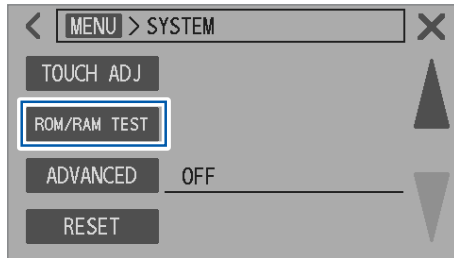 MENU > SYSTEM
TOUCH ADJ
ROM/RAM TEST
ADVANCED OFF
RESET